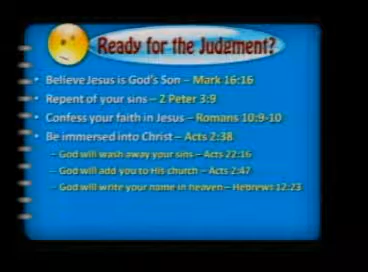 Ready for the Judgment?
• Believe Jesus is God's Son – Mark 16:16
• Repent of your sins – 2 Peter 3:9
• Confess your faith in Jesus – Romans 10:9-10
• Be immersed into Christ – Acts 2:38
– God will wash away your sins – Acts 22:16
– God will add you to His church – Acts 2:47
– God will write your name in heaven – Hebrews 12:23